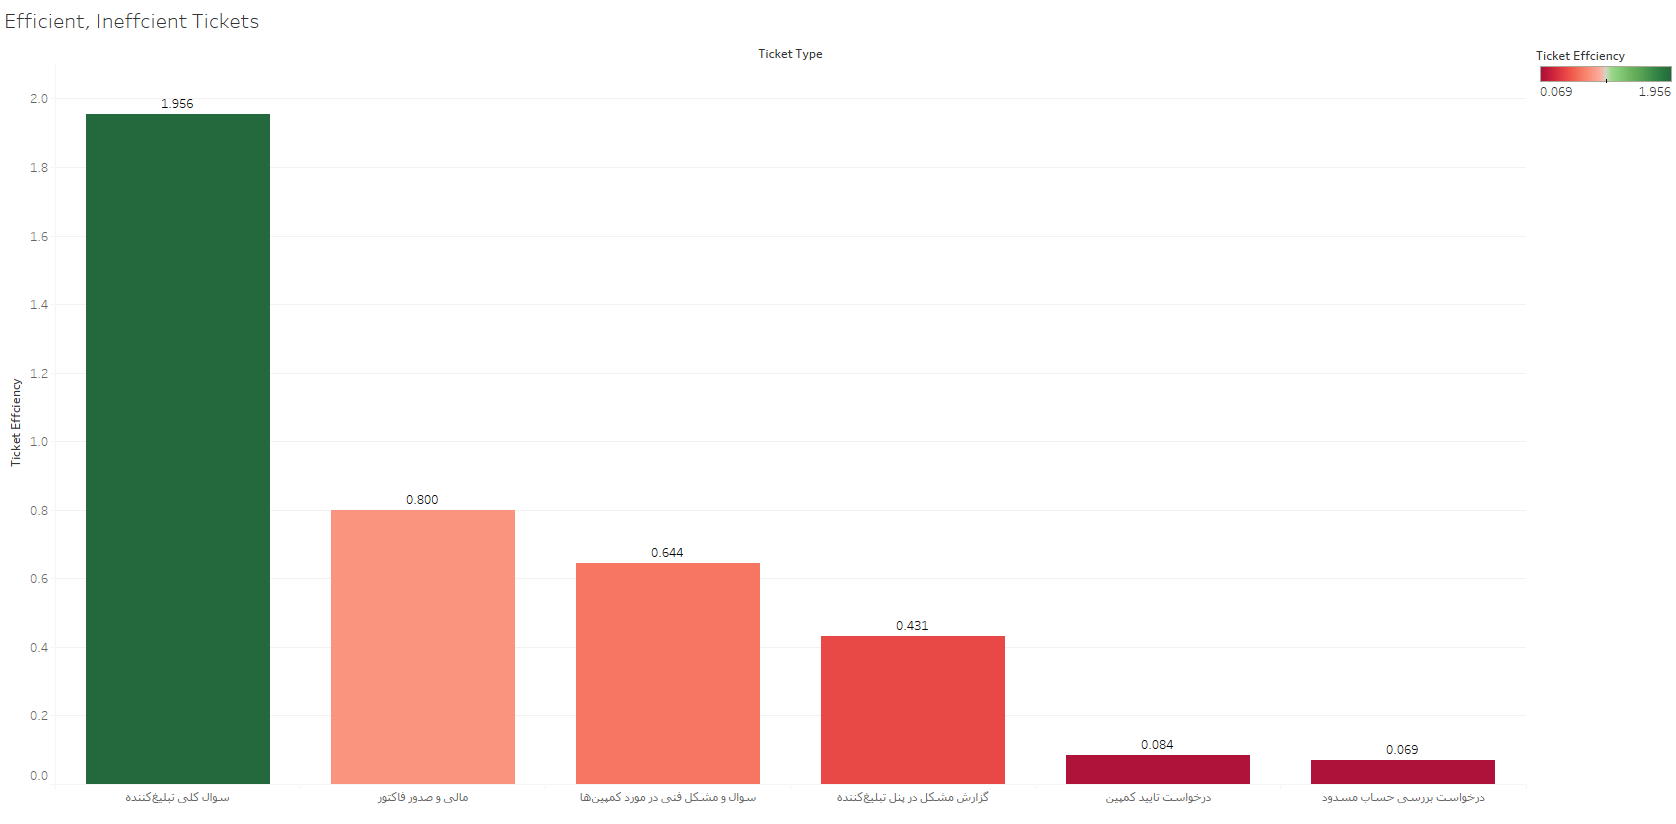 Efficient, Ineffcient Tickets
Ticket Type
Ticket Effciency
0.069 1.956
Ticket Effciency
2.0
1.8
1.6
1.4
1.2
1.0
0.8
0.6
0.4
0.2
0.0
1.956
0.800
0.644
0.431
0.084
0.069
سوال کلی تبلیغ‌کننده
مالی و صدور فاکتور
سوال و مشکل فنی در مورد کمپین‌ها
گزارش مشکل در پنل تبلیغ‌کننده
درخواست تایید کمپین
درخواست بررسی حساب مسدود